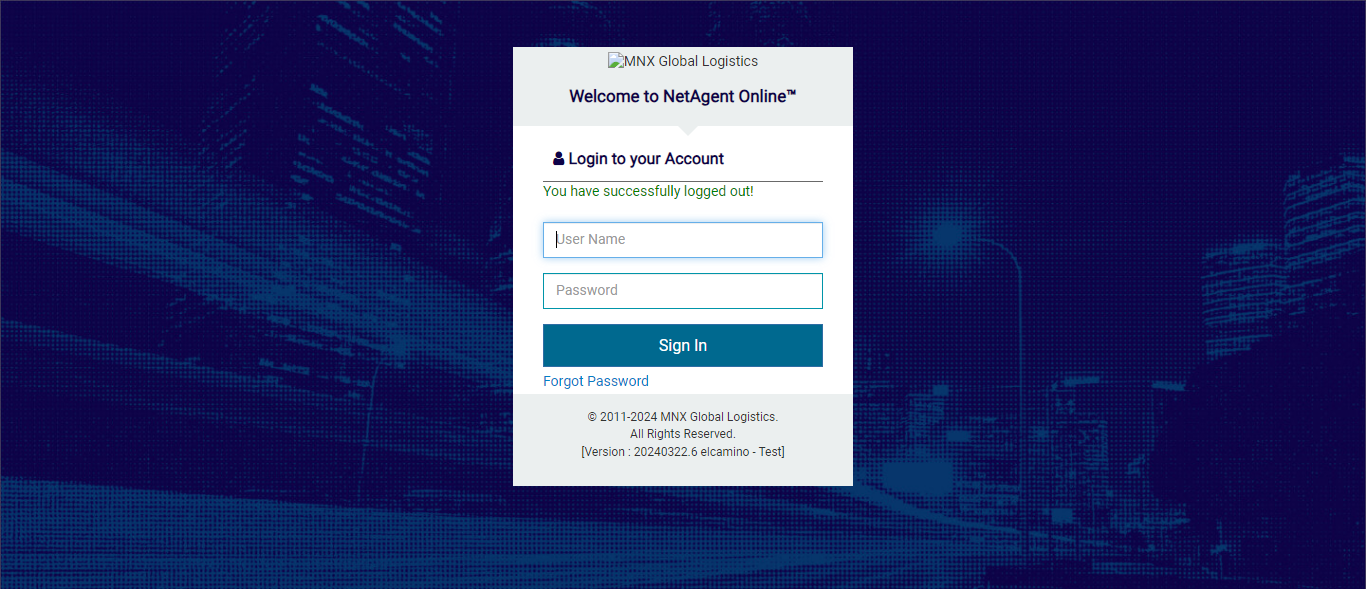 MNX Global Logistics
Welcome to NetAgent Online™
Login to your Account
You have successfully logged out!
User Name
Password
Sign In
Forgot Password
© 2011-2024 MNX Global Logistics.
All Rights Reserved.
[Version : 20240322.6 elcamino - Test]